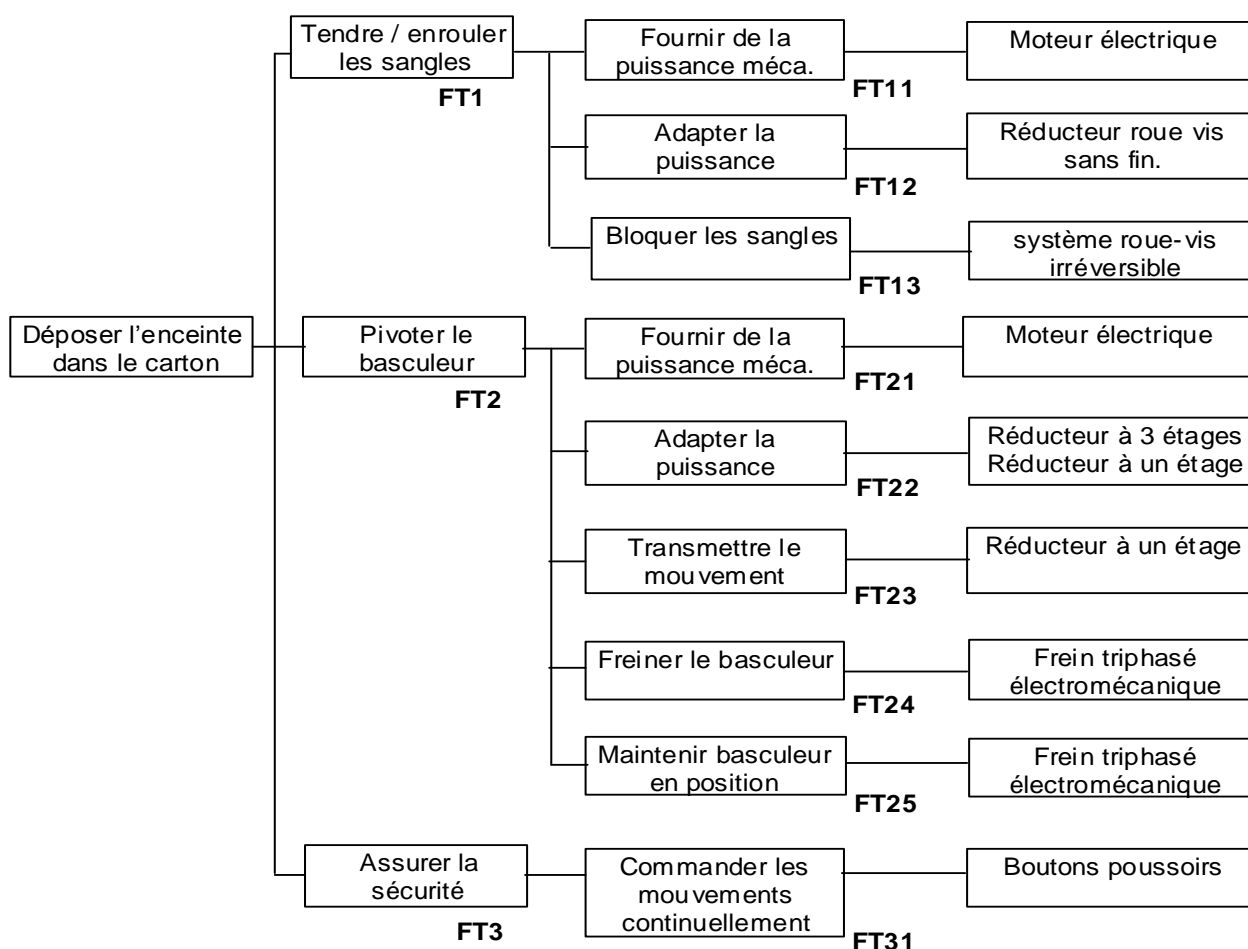 Tendre / enrouler
les sangles
FT1
Fournir de la
puissance méca.
FT11
Moteur électrique
Adapter la
puissance
FT12
Réducteur roue vis
sans fin.
Bloquer les sangles
FT13
système roue-vis
irréversible
Déposer l'enceinte
dans le carton
Pivoter le
basculeur
FT2
Fournir de la
puissance méca.
FT21
Moteur électrique
Adapter la
puissance
FT22
Réducteur à 3 étages
Réducteur à un étage
Transmettre le
mouvement
FT23
Réducteur à un étage
Freiner le basculeur
FT24
Frein triphasé
électromécanique
Maintenir basculeur
en position
FT25
Frein triphasé
électromécanique
Assurer la
sécurité
FT3
Commander les
mouvements
continuellement
FT31
Boutons poussoirs